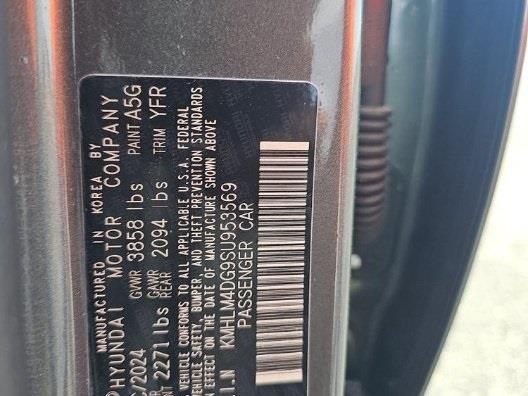 MANUFACTURED IN KOREA BY
HYUNDAI MOTOR COMPANY
/2024 GVWR 3858 lbs PAINT A5G
2271 lbs GAWR REAR 2094 lbs TRIM YFR
VEHICLE CONFORMS TO ALL APPLICABLE U.S.A. FEDERAL
VEHICLE SAFETY, BUMPER, AND THEFT PREVENTION STANDARDS
EFFECT ON THE DATE OF MANUFACTURE SHOWN ABOVE
I.N KMHLM4DG9SU953569
PASSENGER CAR